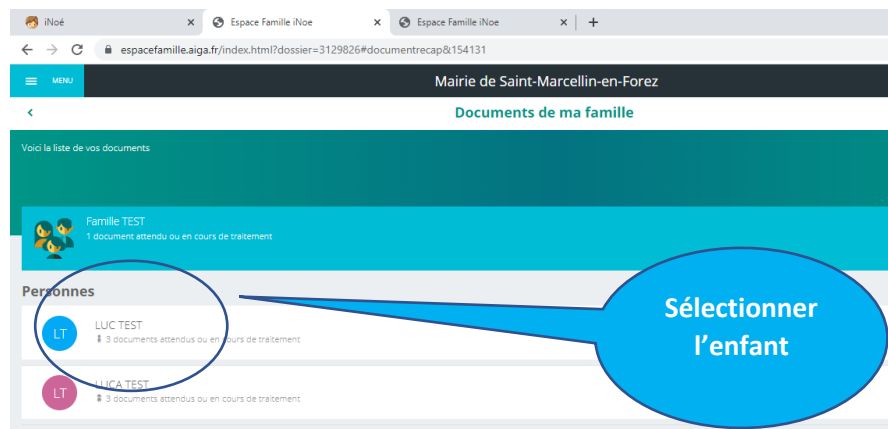 iNoé
Espace Famille iNoe
Espace Famille iNoe
espacefamille.aiga.fr/index.html?dossier=3129826#documentrecap&154131
MENU
Mairie de Saint-Marcellin-en-Forez
Documents de ma famille
Voici la liste de vos documents
Famille TEST
1 document attendu ou en cours de traitement
Personnes
LT
LUC TEST
3 documents attendus ou en cours de traitement
Sélectionner
l’enfant
LT
LUCA TEST
3 documents attendus ou en cours de traitement